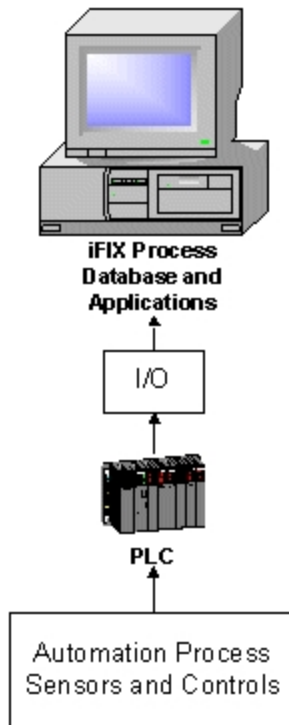 iFIX Process
Database and
Applications
I/O
PLC
Automation Process
Sensors and Controls